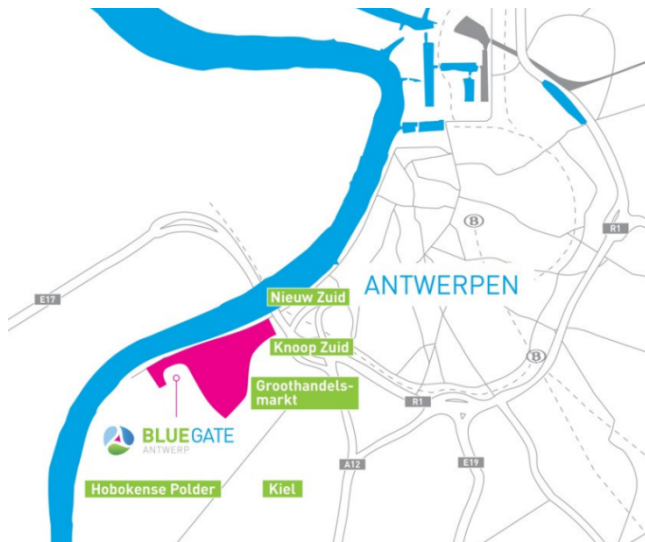 B
R1
ANTWERPEN
Nieuw Zuid
E17
Knoop Zuid
B
Groothandels-
markt
R1
BLUEGATE
ANTWERP
A12
E19
Hobokense Polder
Kiel